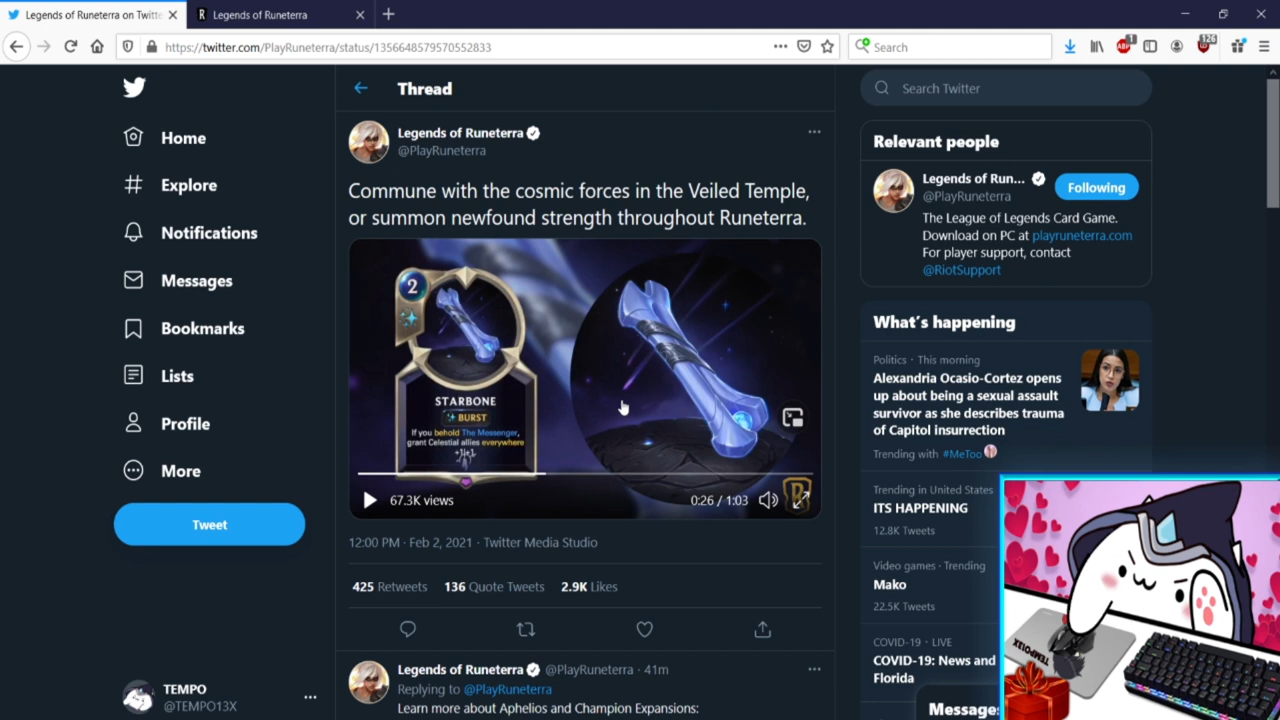 Legends of Runeterra on Twitte
Legends of Runeterra
https://twitter.com/PlayRuneterra/status/1356648579570552833
Search
1
126
Home
Explore
Notifications
Messages
Bookmarks
Lists
Profile
More
Tweet
TEMPO
@TEMPO13X
Thread
Legends of Runeterra
@PlayRuneterra
Commune with the cosmic forces in the Veiled Temple,
or summon newfound strength throughout Runeterra.
2
STARBONE
BURST
If you behold The Messenger,
grant Celestial allies everywhere
+1|+1
67.3K views
0:26 / 1:03
12:00 PM · Feb 2, 2021 · Twitter Media Studio
425 Retweets 136 Quote Tweets 2.9K Likes
Legends of Runeterra @PlayRuneterra · 41m
Replying to @PlayRuneterra
Learn more about Aphelios and Champion Expansions:
Search Twitter
Relevant people
Legends of Run...
@PlayRuneterra
Following
The League of Legends Card Game.
Download on PC at playruneterra.com
For player support, contact
@RiotSupport
What's happening
Politics · This morning
Alexandria Ocasio-Cortez opens
up about being a sexual assault
survivor as she describes trauma
of Capitol insurrection
Trending with #MeToo
Trending in United States
ITS HAPPENING
12.8K Tweets
Video games · Trending
Mako
22.5K Tweets
COVID-19 · LIVE
COVID-19: News and
Florida
Messages
TEMPO13X